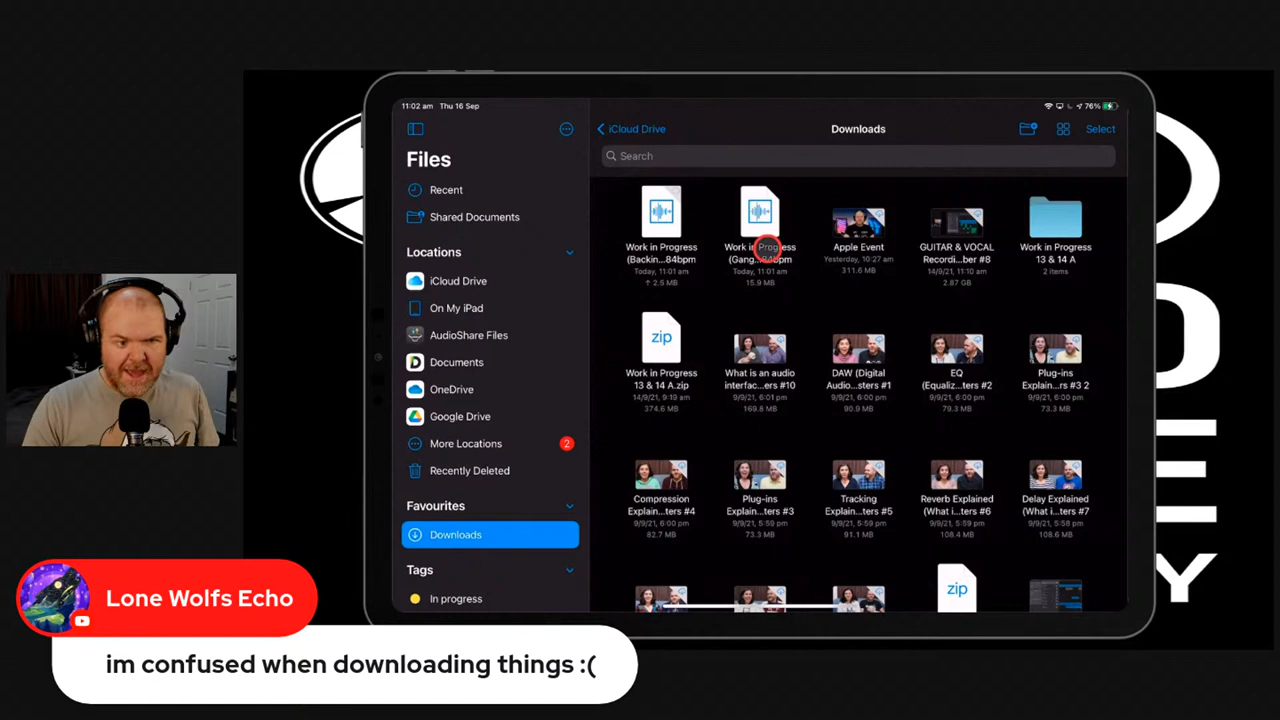 11:02 am Thu 16 Sep
76%
Files
Recent
Shared Documents
Locations
iCloud Drive
On My iPad
AudioShare Files
Documents
OneDrive
Google Drive
More Locations
2
Recently Deleted
Favourites
Downloads
Tags
In progress
iCloud Drive
Downloads
Select
Search
Work in Progress
(Backin...84bpm
Today, 11:01 am
↑ 2.5 MB
Work in Progress
(Gang...84bpm
Today, 11:01 am
15.9 MB
Apple Event
Yesterday, 10:27 am
311.6 MB
GUITAR & VOCAL
Recordi...ber #8
14/9/21, 11:10 am
2.87 GB
Work in Progress
13 & 14 A
2 items
zip
Work in Progress
13 & 14 A.zip
14/9/21, 9:19 am
374.6 MB
What is an audio
interfac...ers #10
9/9/21, 6:01 pm
169.8 MB
DAW (Digital
Audio...sters #1
9/9/21, 6:00 pm
90.9 MB
EQ
(Equaliz...ters #2
9/9/21, 6:00 pm
79.3 MB
Plug-ins
Explain...rs #3 2
9/9/21, 6:00 pm
73.3 MB
Compression
Explain...ters #4
9/9/21, 6:00 pm
82.7 MB
Plug-ins
Explain...ters #3
9/9/21, 5:59 pm
73.3 MB
Tracking
Explain...ters #5
9/9/21, 5:59 pm
91.1 MB
Reverb Explained
(What i...ters #6
9/9/21, 5:59 pm
108.4 MB
Delay Explained
(What i...ters #7
9/9/21, 5:58 pm
108.6 MB
zip
E
Y
Lone Wolfs Echo
im confused when downloading things :(